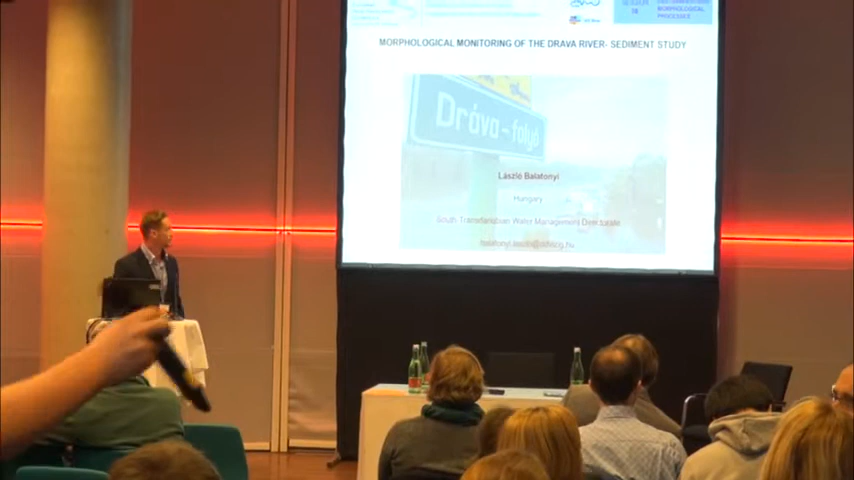 MORPHOLOGICAL
PROCESSES
MORPHOLOGICAL MONITORING OF THE DRAVA RIVER- SEDIMENT STUDY
Dráva-folyó
László Balatonyi
Hungary
South-Transdanubian Water Management Directorate